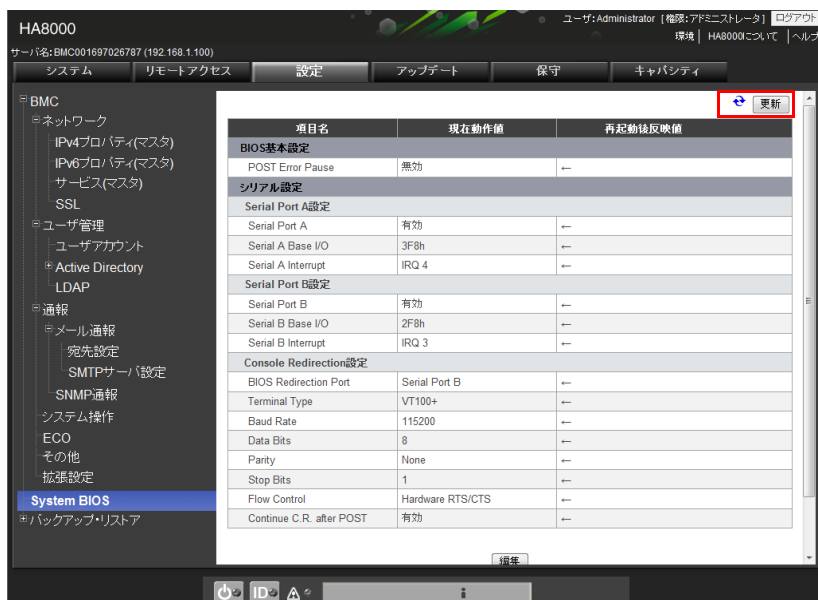 HA8000
ユーザ:Administrator [権限:アドミニストレータ] ログアウト
環境 | HA8000について | ヘルプ
サーバ名:BMC001697026787 (192.168.1.100)
システム リモートアクセス 設定 アップデート 保守 キャパシティ
BMC
ネットワーク
IPv4プロパティ(マスタ)
IPv6プロパティ(マスタ)
サービス(マスタ)
SSL
ユーザ管理
ユーザアカウント
Active Directory
LDAP
通報
メール通報
宛先設定
SMTPサーバ設定
SNMP通報
システム操作
ECO
その他
拡張設定
System BIOS
バックアップ・リストア
更新
項目名 現在動作値 再起動後反映値
BIOS基本設定
POST Error Pause 無効 ←
シリアル設定
Serial Port A設定
Serial Port A 有効 ←
Serial A Base I/O 3F8h ←
Serial A Interrupt IRQ 4 ←
Serial Port B設定
Serial Port B 有効 ←
Serial B Base I/O 2F8h ←
Serial B Interrupt IRQ 3 ←
Console Redirection設定
BIOS Redirection Port Serial Port B ←
Terminal Type VT100+ ←
Baud Rate 115200 ←
Data Bits 8 ←
Parity None ←
Stop Bits 1 ←
Flow Control Hardware RTS/CTS ←
Continue C.R. after POST 有効 ←
編集
ID